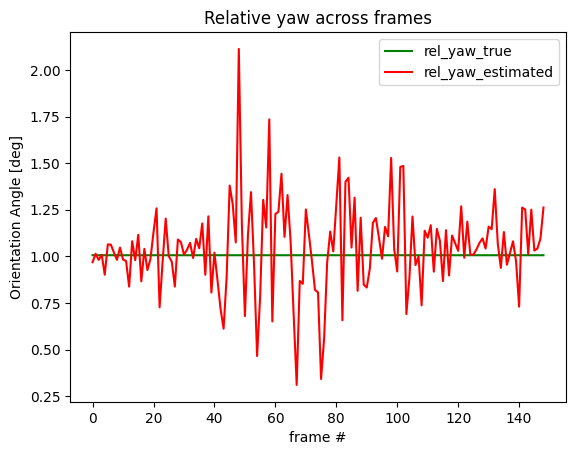 Relative yaw across frames
rel_yaw_true
rel_yaw_estimated
Orientation Angle [deg]
2.00
1.75
1.50
1.25
1.00
0.75
0.50
0.25
0 20 40 60 80 100 120 140
frame #